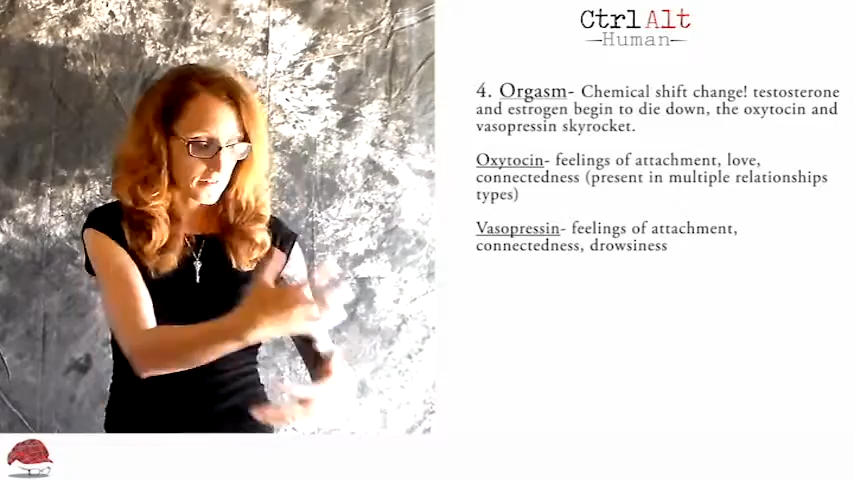 Ctrl Alt
Human
4. Orgasm- Chemical shift change! testosterone
and estrogen begin to die down, the oxytocin and
vasopressin skyrocket.
Oxytocin- feelings of attachment, love,
connectedness (present in multiple relationships
types)
Vasopressin- feelings of attachment,
connectedness, drowsiness